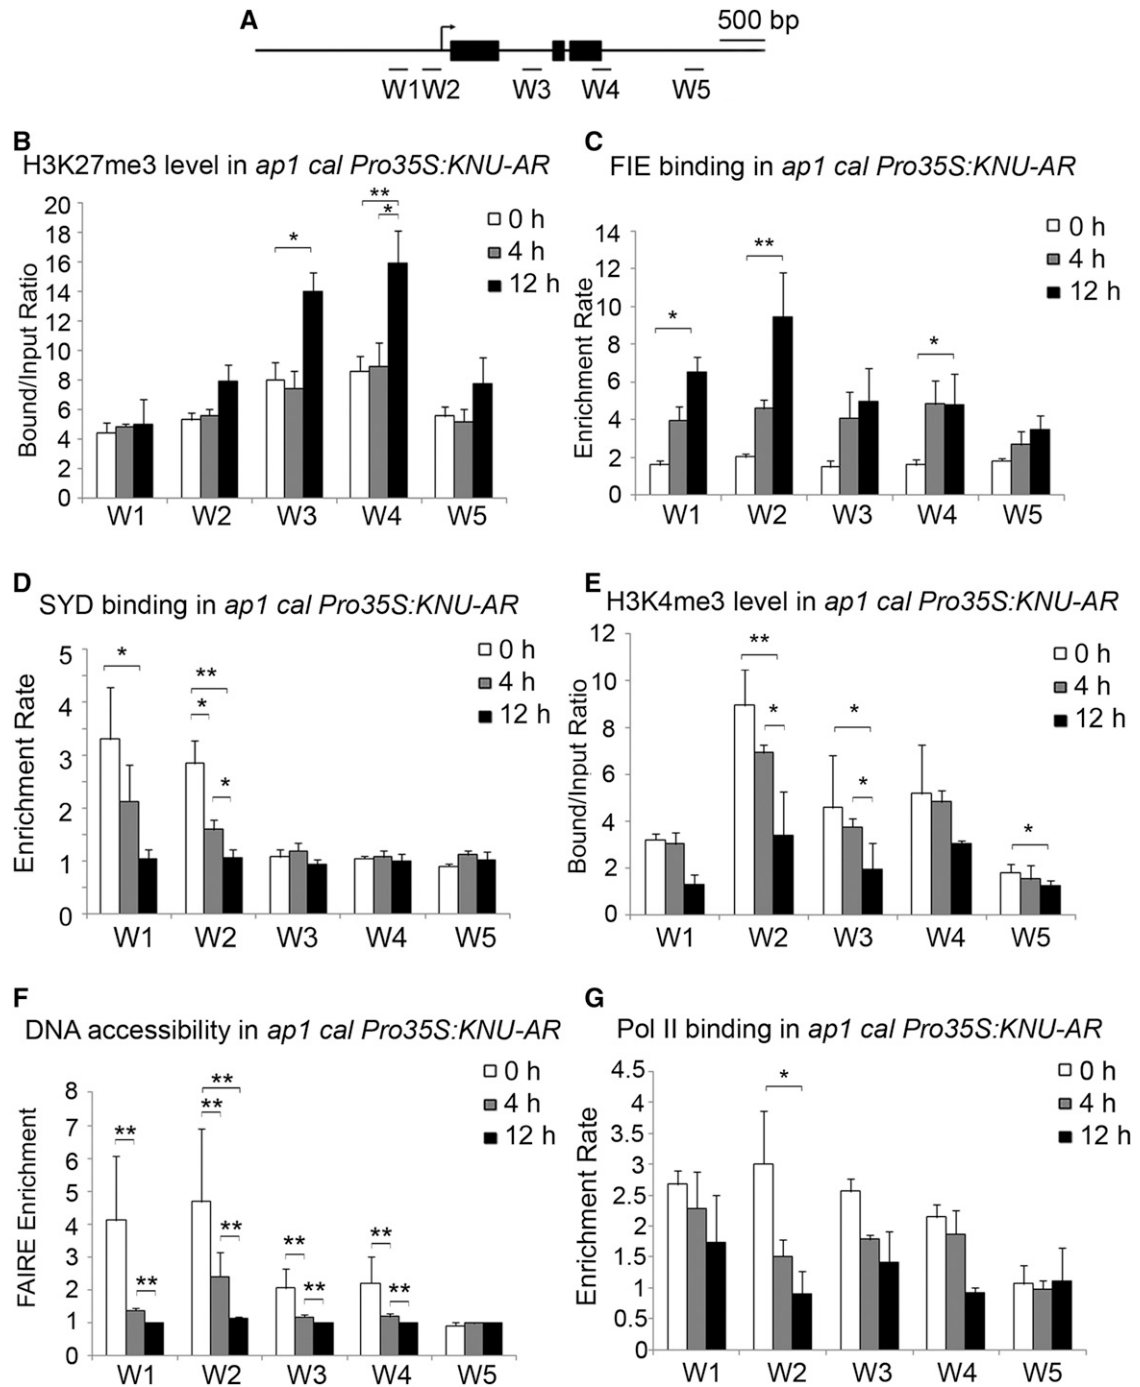 A
500 bp
W1 W2 W3 W4 W5
B
H3K27me3 level in ap1 cal Pro35S:KNU-AR
Bound/Input Ratio
20
18
16
14
12
10
8
6
4
2
0
** 
*
*
0 h
4 h
12 h
W1 W2 W3 W4 W5
C
FIE binding in ap1 cal Pro35S:KNU-AR
Enrichment Rate
14
12
10
8
6
4
2
0
*
**
*
0 h
4 h
12 h
W1 W2 W3 W4 W5
D
SYD binding in ap1 cal Pro35S:KNU-AR
Enrichment Rate
5
4
3
2
1
0
*
**
*
*
0 h
4 h
12 h
W1 W2 W3 W4 W5
E
H3K4me3 level in ap1 cal Pro35S:KNU-AR
Bound/Input Ratio
12
10
8
6
4
2
0
**
*
*
*
*
0 h
4 h
12 h
W1 W2 W3 W4 W5
F
DNA accessibility in ap1 cal Pro35S:KNU-AR
FAIRE Enrichment
8
7
6
5
4
3
2
1
0
**
**
**
**
**
**
**
**
**
0 h
4 h
12 h
W1 W2 W3 W4 W5
G
Pol II binding in ap1 cal Pro35S:KNU-AR
Enrichment Rate
4.5
4
3.5
3
2.5
2
1.5
1
0.5
0
*
0 h
4 h
12 h
W1 W2 W3 W4 W5